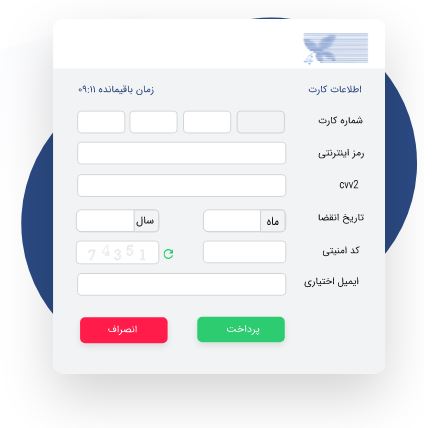 اطلاعات کارت زمان باقیمانده ۰۹:۱۱
شماره کارت
رمز اینترنتی
cvv2
تاریخ انقضا ماه سال
کد امنیتی 74351
ایمیل اختیاری
پرداخت انصراف